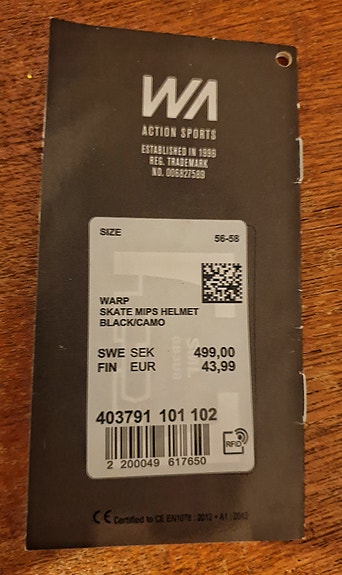 WA
ACTION SPORTS
ESTABLISHED IN 1996
REG. TRADEMARK
NO. 006827589
SIZE 56-58
WARP
SKATE MIPS HELMET
BLACK/CAMO
SWE SEK 499,00
FIN EUR 43,99
403791 101 102
RFID
2 200049 617650
CE Certified to CE EN1078 : 2012 + A1 : 2012